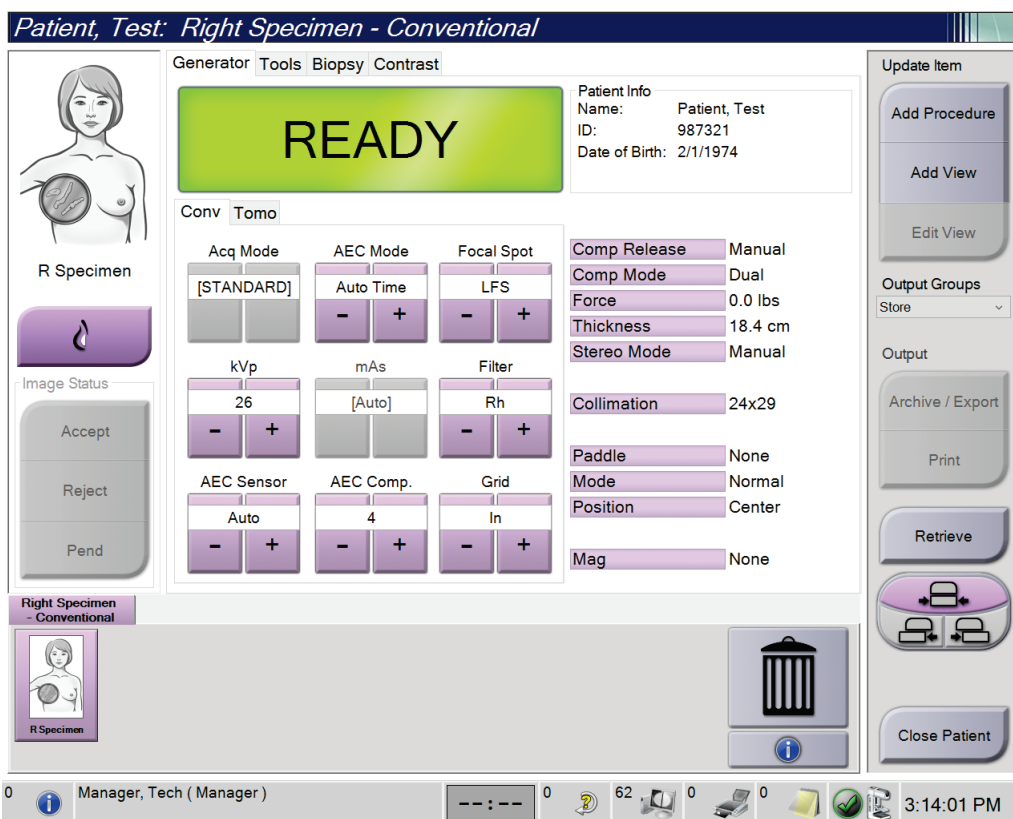 Patient, Test: Right Specimen - Conventional
Generator Tools Biopsy Contrast
READY
Patient Info
Name: Patient, Test
ID: 987321
Date of Birth: 2/1/1974
R Specimen
Image Status
Accept
Reject
Pend
Conv Tomo
Acq Mode AEC Mode Focal Spot
[STANDARD] Auto Time LFS
- + - +
kVp mAs Filter
26 [Auto] Rh
- + - +
AEC Sensor AEC Comp. Grid
Auto 4 In
- + - + - +
Comp Release Manual
Comp Mode Dual
Force 0.0 lbs
Thickness 18.4 cm
Stereo Mode Manual
Collimation 24x29
Paddle None
Mode Normal
Position Center
Mag None
Update Item
Add Procedure
Add View
Edit View
Output Groups
Store
Output
Archive / Export
Print
Retrieve
Close Patient
Right Specimen
- Conventional
R Specimen
0 Manager, Tech ( Manager ) --:-- 0 62 0 0 3:14:01 PM